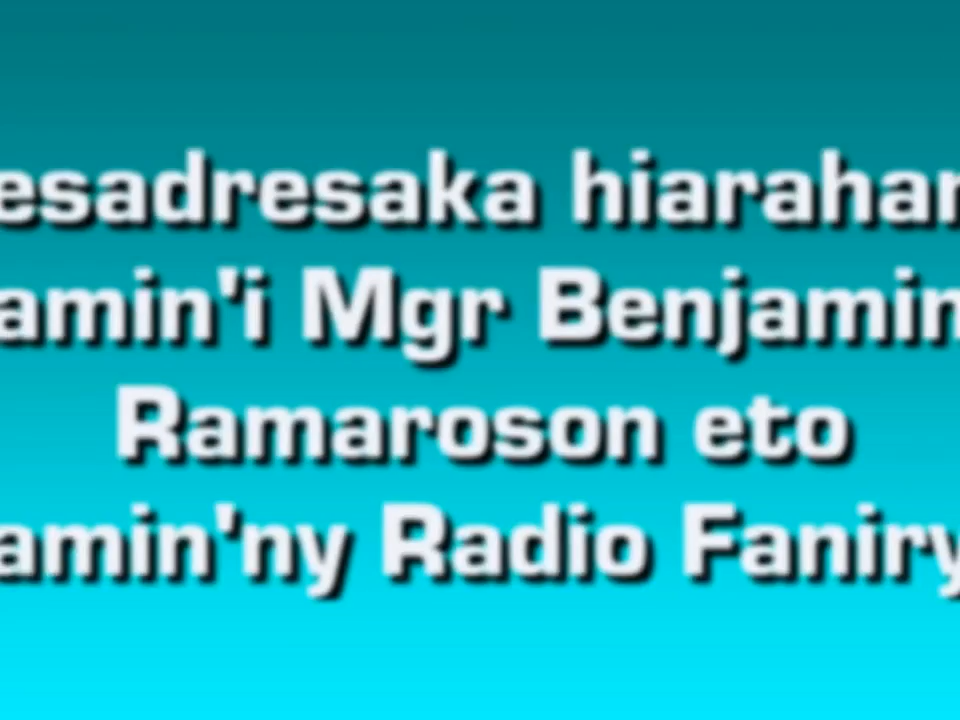 esadresaka hiarahan
amin'i Mgr Benjamin
Ramaroson eto
amin'ny Radio Faniry